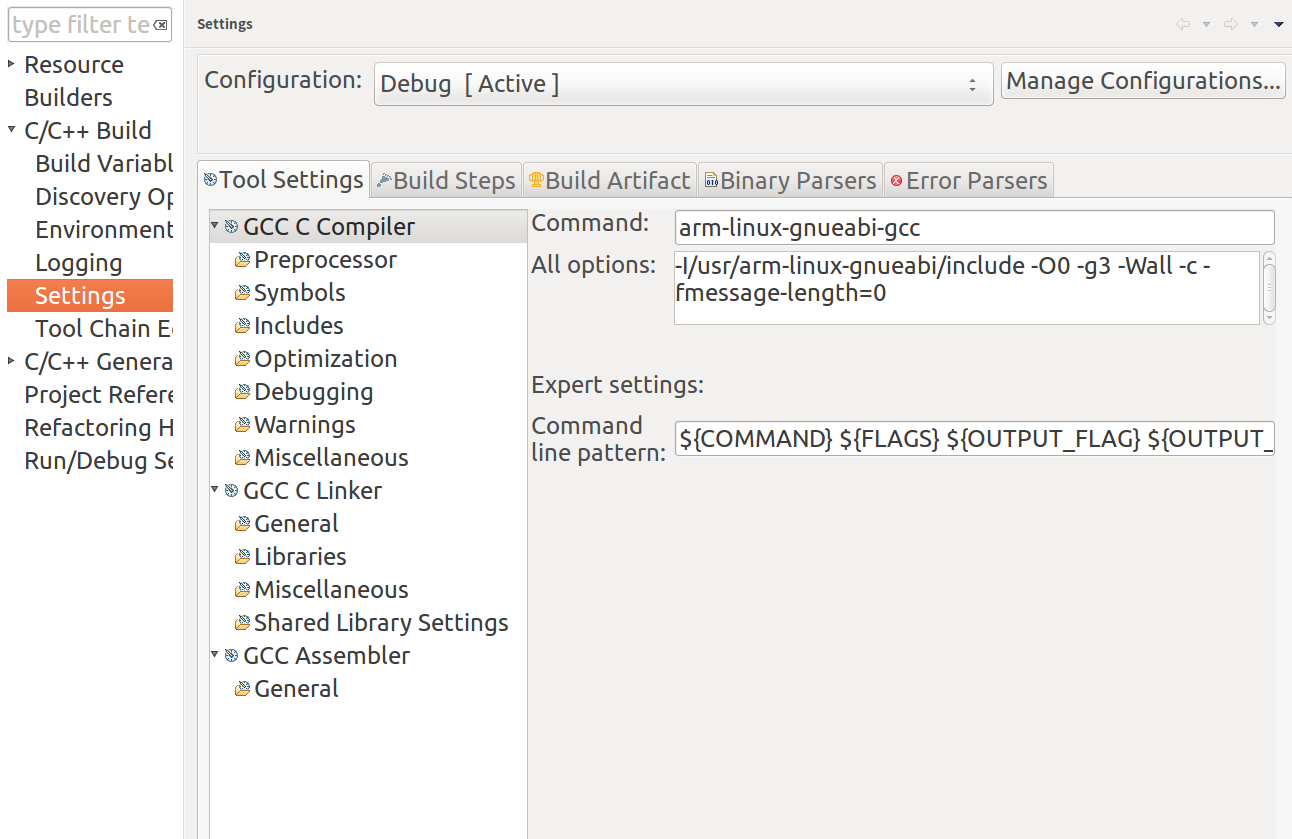 type filter te
Resource
Builders
C/C++ Build
Build Variabl
Discovery Op
Environment
Logging
Settings
Tool Chain E
C/C++ Genera
Project Refere
Refactoring H
Run/Debug Se
Settings
Configuration:
Debug [ Active ]
Manage Configurations...
Tool Settings
Build Steps
Build Artifact
Binary Parsers
Error Parsers
GCC C Compiler
Preprocessor
Symbols
Includes
Optimization
Debugging
Warnings
Miscellaneous
GCC C Linker
General
Libraries
Miscellaneous
Shared Library Settings
GCC Assembler
General
Command:
arm-linux-gnueabi-gcc
All options:
-I/usr/arm-linux-gnueabi/include -O0 -g3 -Wall -c -
fmessage-length=0
Expert settings:
Command
line pattern:
${COMMAND} ${FLAGS} ${OUTPUT_FLAG} ${OUTPUT_